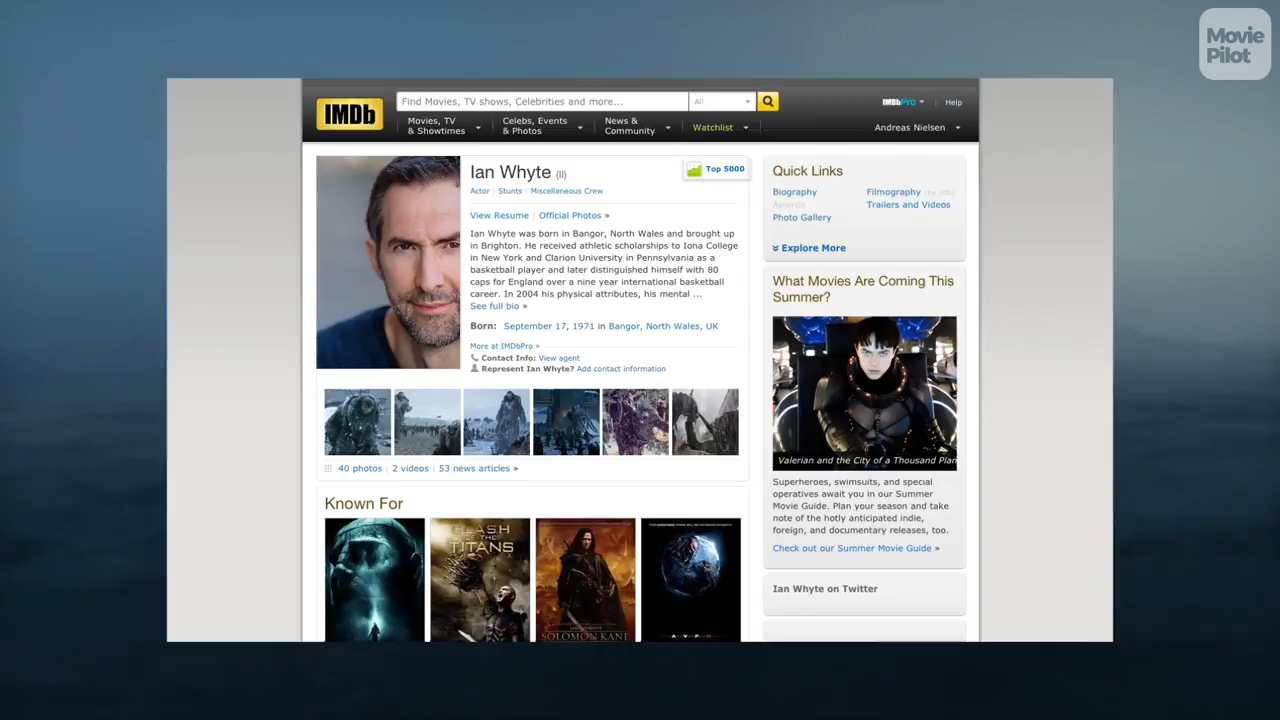 Movie
Pilot
IMDb
Find Movies, TV shows, Celebrities and more...
All
IMDbPro
Help
Movies, TV
& Showtimes
Celebs, Events
& Photos
News &
Community
Watchlist
Andreas Nielsen
Ian Whyte (II)
Top 5000
Actor | Stunts | Miscellaneous Crew
View Resume | Official Photos »
Ian Whyte was born in Bangor, North Wales and brought up
in Brighton. He received athletic scholarships to Iona College
in New York and Clarion University in Pennsylvania as a
basketball player and later distinguished himself with 80
caps for England over a nine year international basketball
career. In 2004 his physical attributes, his mental ...
See full bio »
Born: September 17, 1971 in Bangor, North Wales, UK
More at IMDbPro »
Contact Info: View agent
Represent Ian Whyte? Add contact information
40 photos | 2 videos | 53 news articles »
Known For
CLASH
OF THE
TITANS
SOLOMON KANE
AVPR
Quick Links
Biography
Awards
Photo Gallery
Filmography
Trailers and Videos
Explore More
What Movies Are Coming This
Summer?
Valerian and the City of a Thousand Plan
Superheroes, swimsuits, and special
operatives await you in our Summer
Movie Guide. Plan your season and take
note of the hotly anticipated indie,
foreign, and documentary releases, too.
Check out our Summer Movie Guide »
Ian Whyte on Twitter